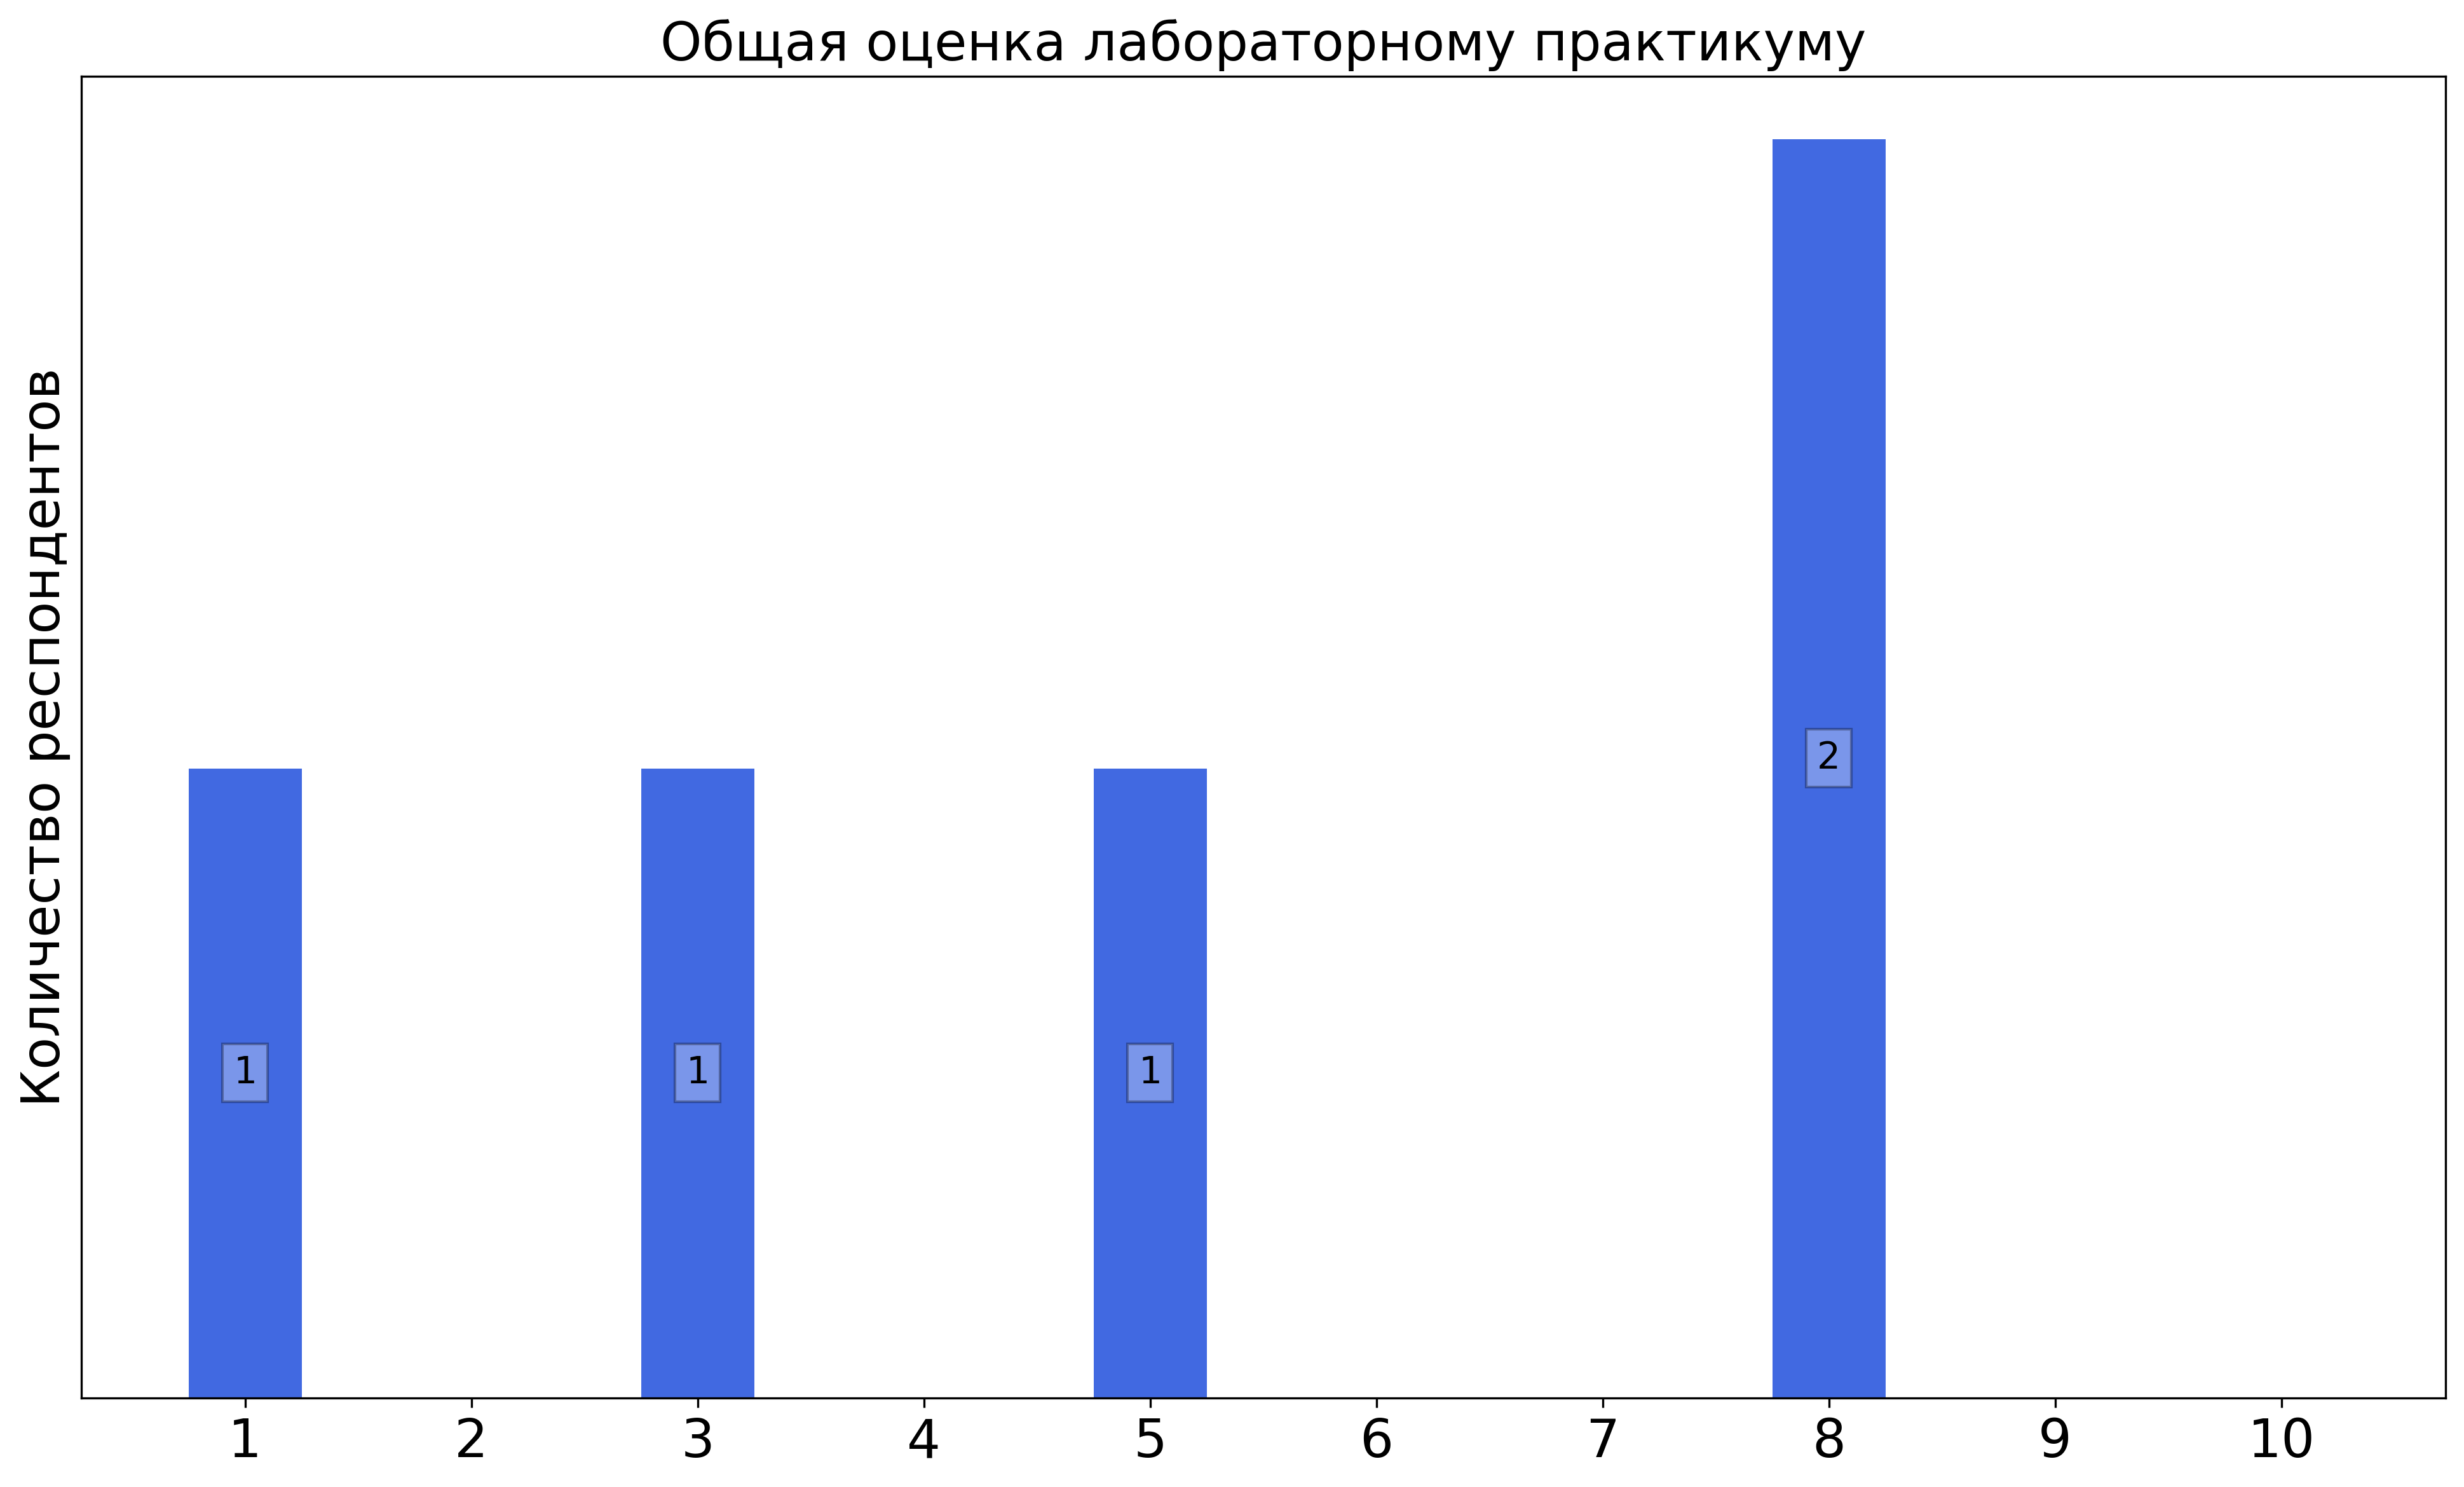 Общая оценка лабораторному практикуму
Количество респондентов
2
1 1 1
1 2 3 4 5 6 7 8 9 10